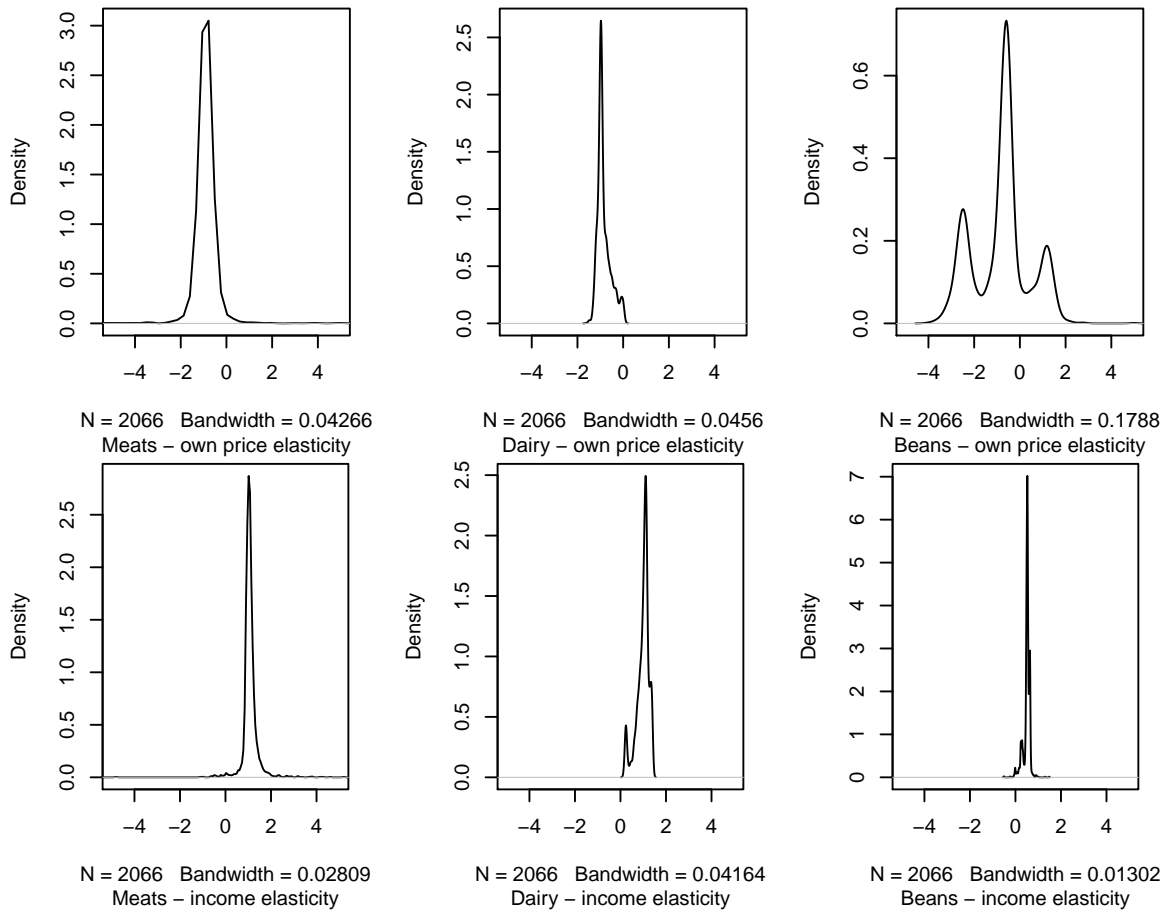 Density
0.0 0.5 1.0 1.5 2.0 2.5 3.0
−4 −2 0 2 4
N = 2066 Bandwidth = 0.04266
Meats − own price elasticity
Density
0.0 0.5 1.0 1.5 2.0 2.5
−4 −2 0 2 4
N = 2066 Bandwidth = 0.0456
Dairy − own price elasticity
Density
0.0 0.2 0.4 0.6
−4 −2 0 2 4
N = 2066 Bandwidth = 0.1788
Beans − own price elasticity
Density
0.0 0.5 1.0 1.5 2.0 2.5
−4 −2 0 2 4
N = 2066 Bandwidth = 0.02809
Meats − income elasticity
Density
0.0 0.5 1.0 1.5 2.0 2.5
−4 −2 0 2 4
N = 2066 Bandwidth = 0.04164
Dairy − income elasticity
Density
0 1 2 3 4 5 6 7
−4 −2 0 2 4
N = 2066 Bandwidth = 0.01302
Beans − income elasticity